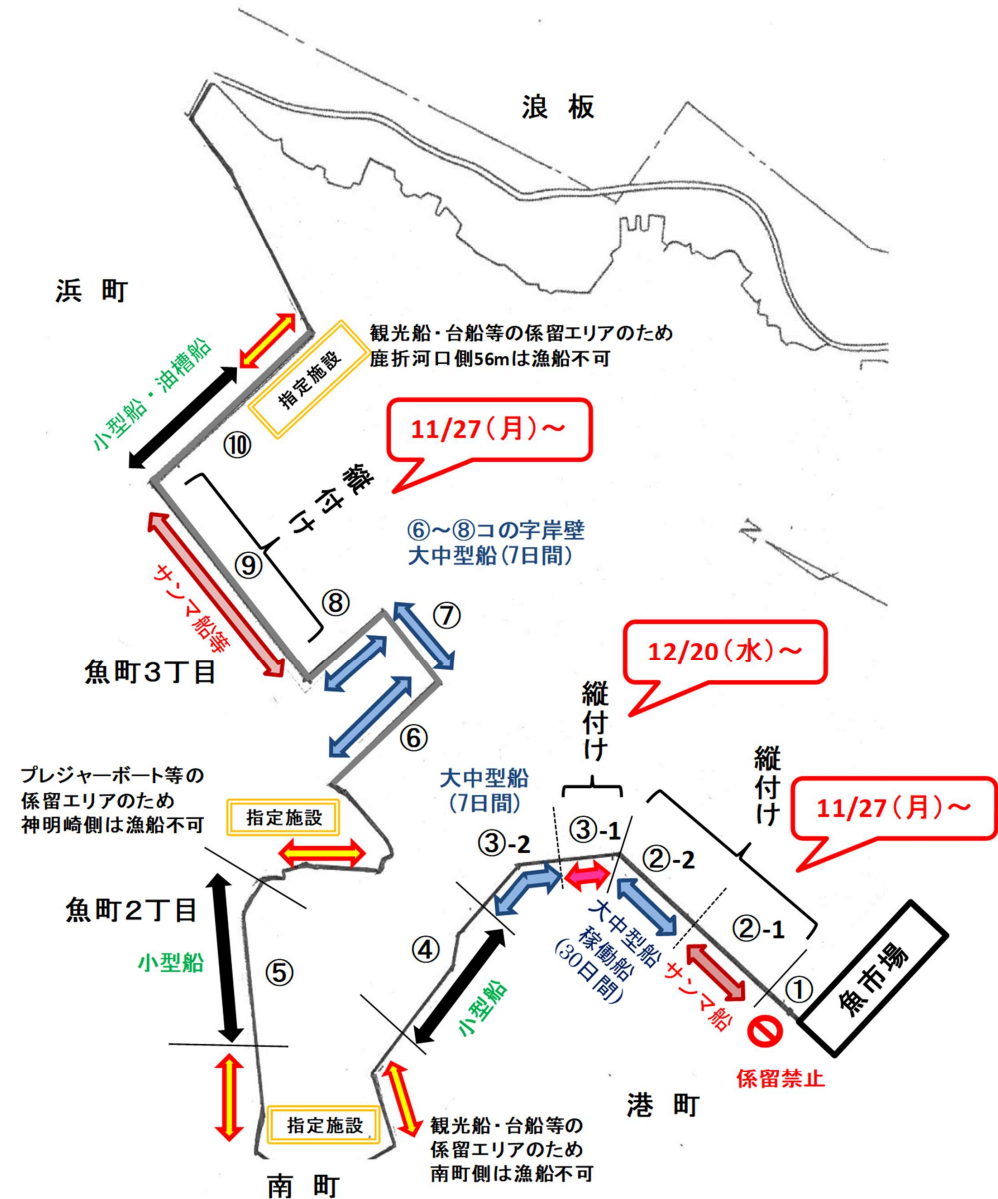 浪 板
浜 町
観光船・台船等の係留エリアのため
鹿折河口側56mは漁船不可
指定施設
小型船・油槽船
⑩
11/27(月)~
縦付け
⑥~⑧コの字岸壁
大中型船(7日間)
⑨
サンマ船等
⑧
⑦
N
魚町3丁目
⑥
12/20(水)~
縦付け
プレジャーボート等の
係留エリアのため
神明崎側は漁船不可
指定施設
大中型船
(7日間)
縦付け
11/27(月)~
③-2
③-1
②-2
魚町2丁目
小型船
⑤
④
小型船
大中型船
稼働船
(30日間)
②-1
サンマ船
①
魚市場
係留禁止
港 町
指定施設
観光船・台船等の
係留エリアのため
南町側は漁船不可
南 町